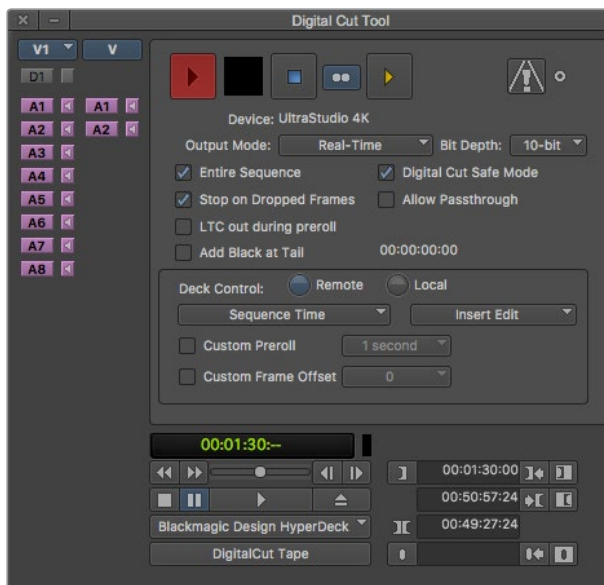 Digital Cut Tool
V1 V
D1
A1 A1
A2 A2
A3
A4
A5
A6
A7
A8
Device: UltraStudio 4K
Output Mode: Real-Time Bit Depth: 10-bit
Entire Sequence Digital Cut Safe Mode
Stop on Dropped Frames Allow Passthrough
LTC out during preroll
Add Black at Tail 00:00:00:00
Deck Control: Remote Local
Sequence Time Insert Edit
Custom Preroll 1 second
Custom Frame Offset 0
00:01:30:--
00:01:30:00
00:50:57:24
Blackmagic Design HyperDeck 00:49:27:24
DigitalCut Tape